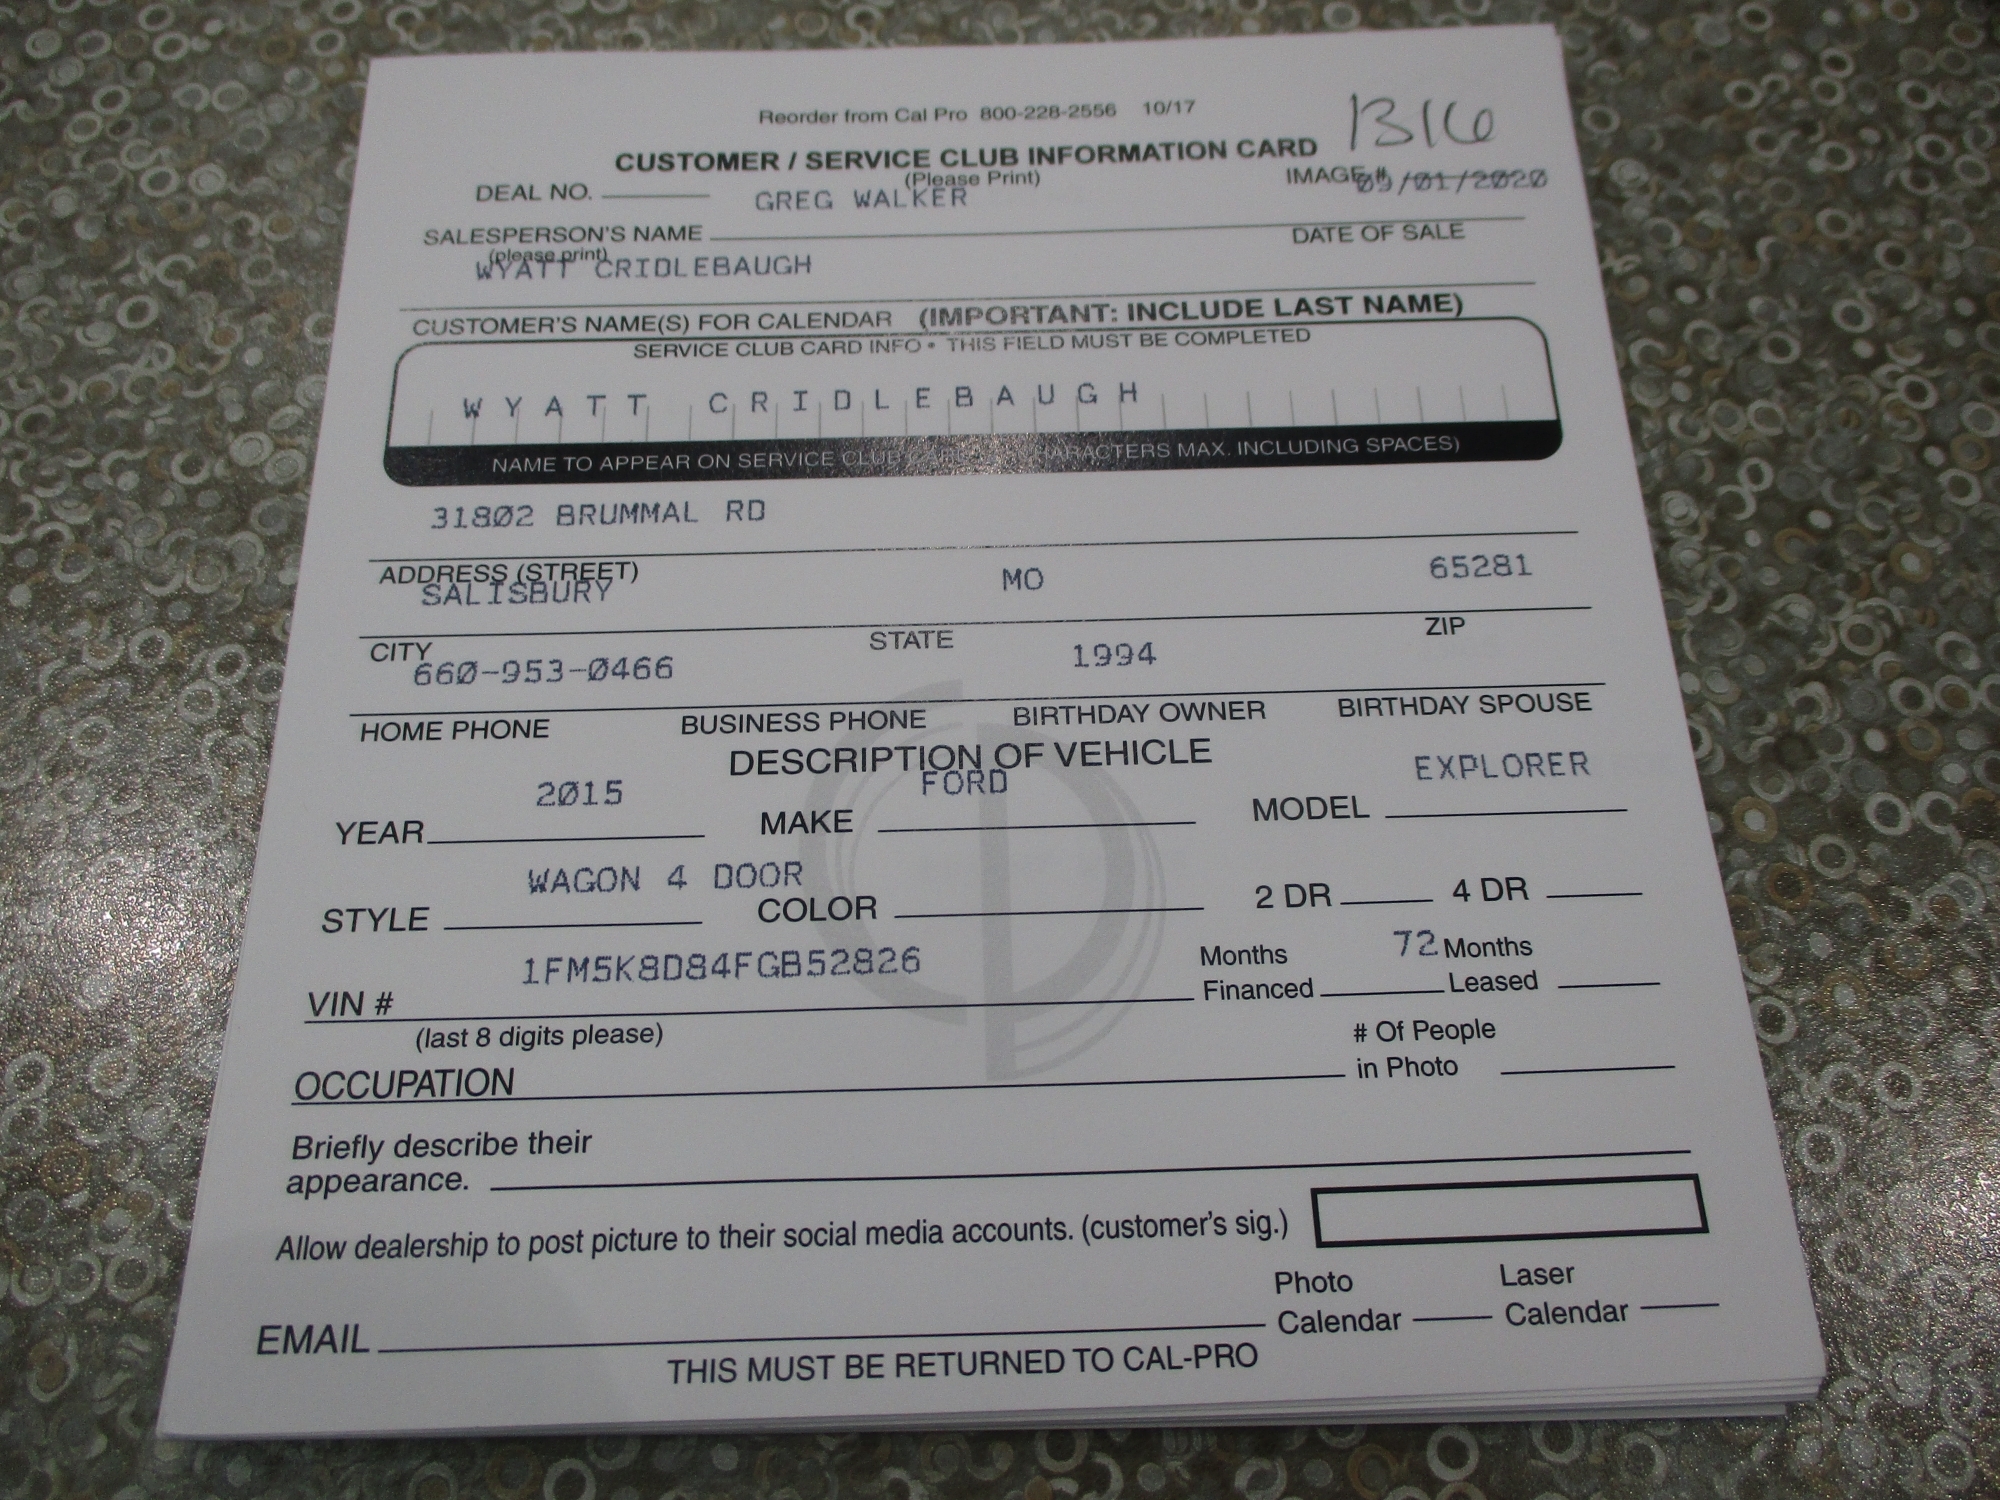 Reorder from Cal Pro 800-228-2556 10/17
1316
CUSTOMER / SERVICE CLUB INFORMATION CARD
(Please Print)
DEAL NO. GREG WALKER IMAGE # 09/01/2020
SALESPERSON'S NAME DATE OF SALE
(please print)
WYATT CRIDLEBAUGH
CUSTOMER'S NAME(S) FOR CALENDAR (IMPORTANT: INCLUDE LAST NAME)
SERVICE CLUB CARD INFO • THIS FIELD MUST BE COMPLETED
WYATT CRIDLEBAUGH
NAME TO APPEAR ON SERVICE CLUB CHARACTERS MAX. INCLUDING SPACES)
31802 BRUMMAL RD
ADDRESS (STREET)
SALISBURY MO 65281
CITY STATE ZIP
660-953-0466 1994
HOME PHONE BUSINESS PHONE BIRTHDAY OWNER BIRTHDAY SPOUSE
DESCRIPTION OF VEHICLE
2015 FORD EXPLORER
YEAR MAKE MODEL
WAGON 4 DOOR
STYLE COLOR 2 DR 4 DR
1FM5K8D84FGB52826 Months 72 Months
VIN # Financed Leased
(last 8 digits please) # Of People
OCCUPATION in Photo
Briefly describe their
appearance.
Allow dealership to post picture to their social media accounts. (customer's sig.)
Photo Laser
EMAIL Calendar Calendar
THIS MUST BE RETURNED TO CAL-PRO